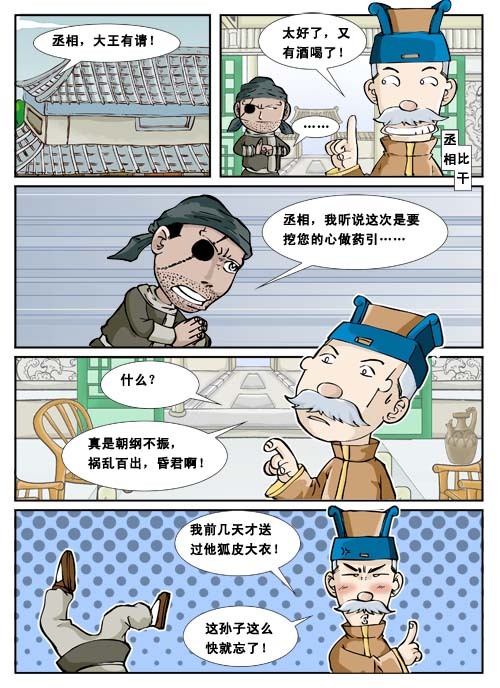 丞相，大王有请！
太好了，又
有酒喝了！
……
丞相
比干
丞相，我听说这次是要
挖您的心做药引……
什么？
真是朝纲不振，
祸乱百出，昏君啊！
我前几天才送
过他狐皮大衣！
这孙子这么
快就忘了！